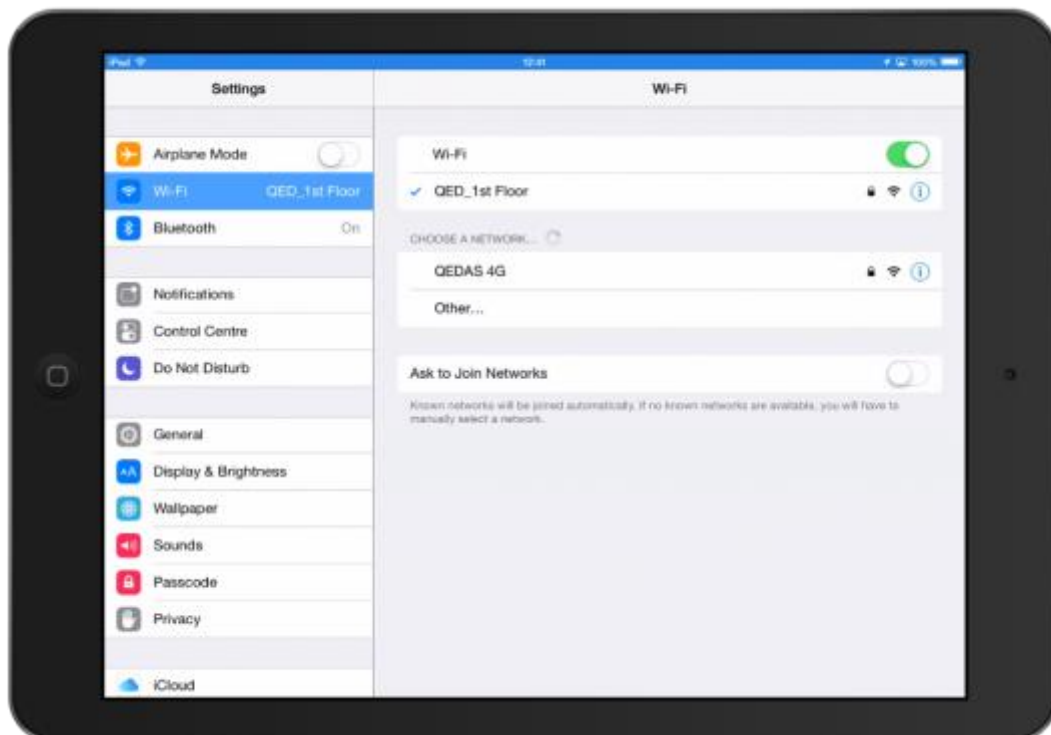 iPad 12:41 100%
Settings
Wi-Fi
Airplane Mode
Wi-Fi QED_1st Floor
Bluetooth On
Notifications
Control Centre
Do Not Disturb
General
Display & Brightness
Wallpaper
Sounds
Passcode
Privacy
iCloud
Wi-Fi
QED_1st Floor
CHOOSE A NETWORK...
QEDAS 4G
Other...
Ask to Join Networks
Known networks will be joined automatically. If no known networks are available, you will have to
manually select a network.